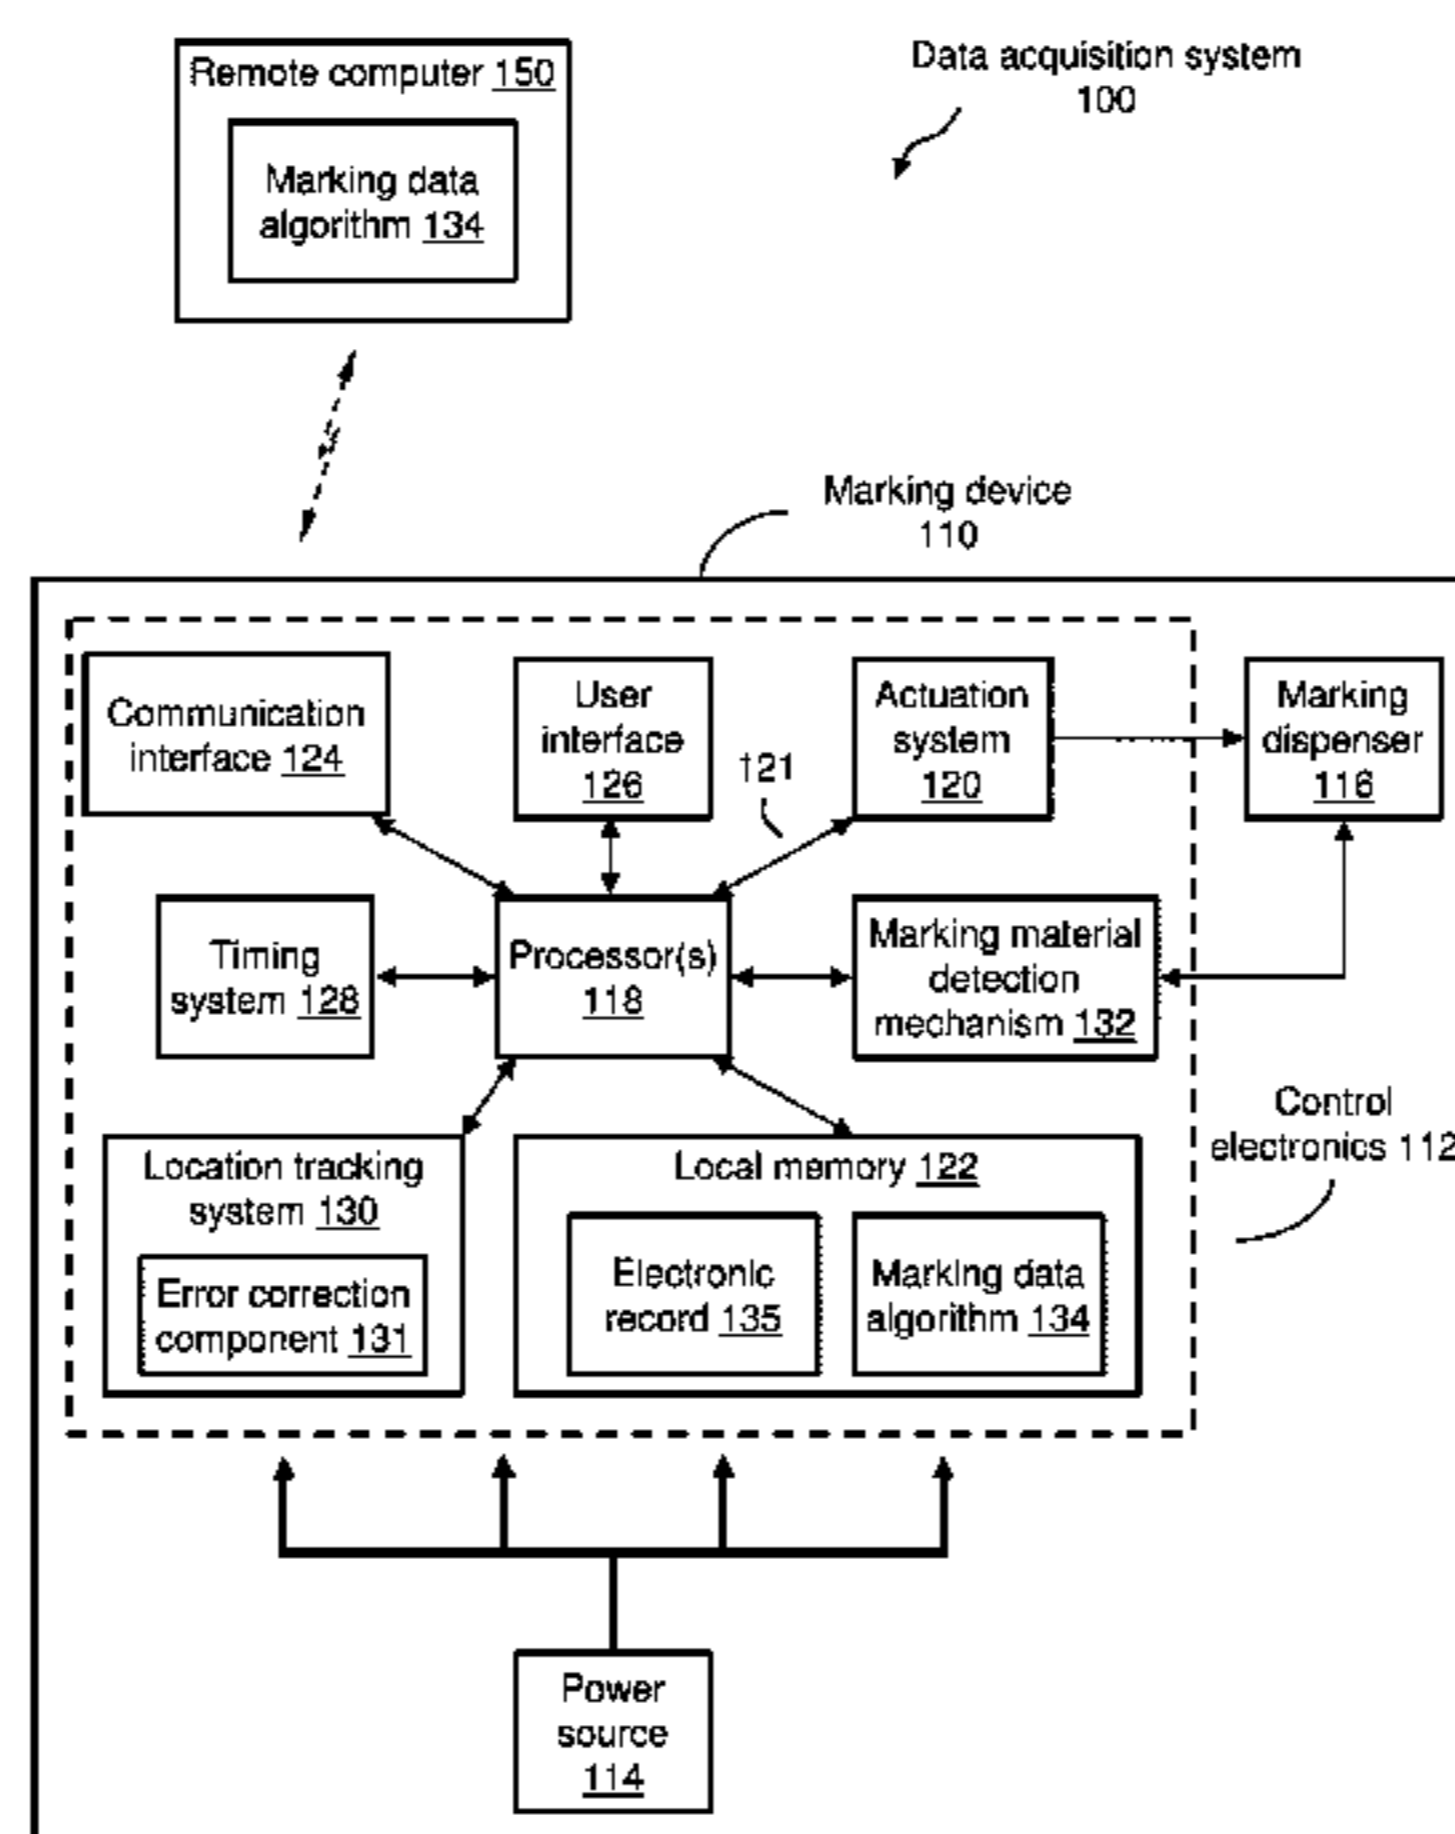 Remote computer 150
Marking data
algorithm 134
Data acquisition system
100
Marking device
110
Communication
interface 124
User
interface
126
Actuation
system
120
Marking
dispenser
116
121
Timing
system 128
Processor(s)
118
Marking material
detection
mechanism 132
Control
electronics 112
Location tracking
system 130
Error correction
component 131
Local memory 122
Electronic
record 135
Marking data
algorithm 134
Power
source
114